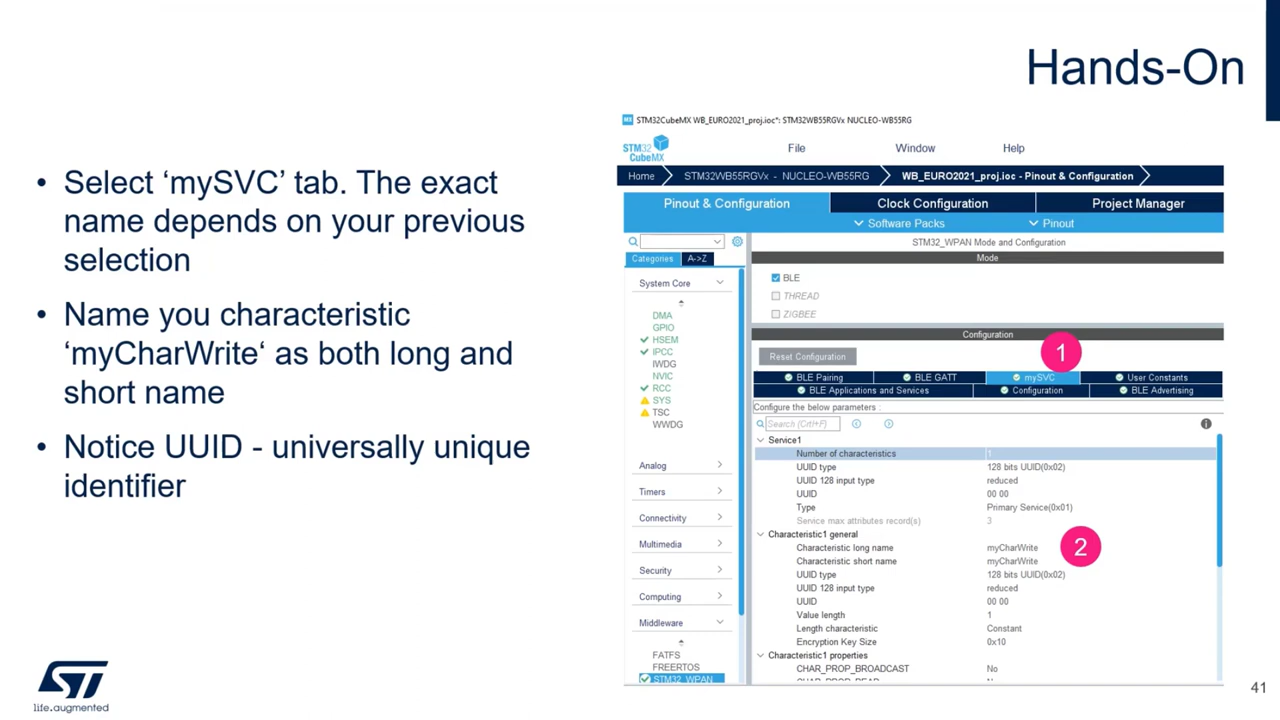 Hands-On
• Select ‘mySVC’ tab. The exact
name depends on your previous
selection
• Name you characteristic
‘myCharWrite‘ as both long and
short name
• Notice UUID - universally unique
identifier
MX STM32CubeMX WB_EURO2021_proj.ioc*: STM32WB55RGVx NUCLEO-WB55RG
STM32
CubeMX
File Window Help
Home STM32WB55RGVx - NUCLEO-WB55RG WB_EURO2021_proj.ioc - Pinout & Configuration
Pinout & Configuration Clock Configuration Project Manager
Software Packs Pinout
Categories A->Z
System Core
DMA
GPIO
HSEM
IPCC
IWDG
NVIC
RCC
SYS
TSC
WWDG
Analog
Timers
Connectivity
Multimedia
Security
Computing
Middleware
FATFS
FREERTOS
STM32_WPAN
STM32_WPAN Mode and Configuration
Mode
BLE
THREAD
ZIGBEE
Configuration
1
Reset Configuration
BLE Pairing BLE GATT mySVC User Constants
BLE Applications and Services Configuration BLE Advertising
Configure the below parameters :
Search (Crtl+F)
Service1
Number of characteristics 1
UUID type 128 bits UUID(0x02)
UUID 128 input type reduced
UUID 00 00
Type Primary Service(0x01)
Service max attributes record(s) 3
Characteristic1 general
Characteristic long name myCharWrite
2
Characteristic short name myCharWrite
UUID type 128 bits UUID(0x02)
UUID 128 input type reduced
UUID 00 00
Value length 1
Length characteristic Constant
Encryption Key Size 0x10
Characteristic1 properties
CHAR_PROP_BROADCAST No
ST
life.augmented
41